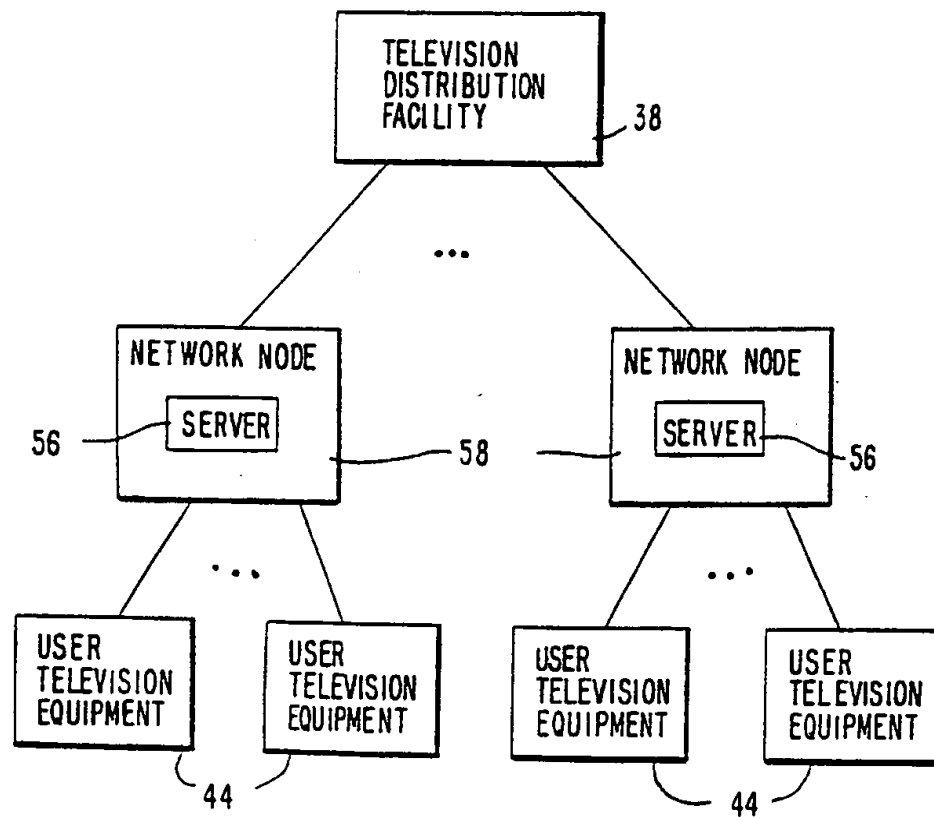 TELEVISION
DISTRIBUTION
FACILITY
38
...
NETWORK NODE
SERVER
56
58
NETWORK NODE
SERVER
56
...
...
USER
TELEVISION
EQUIPMENT
USER
TELEVISION
EQUIPMENT
44
USER
TELEVISION
EQUIPMENT
USER
TELEVISION
EQUIPMENT
44